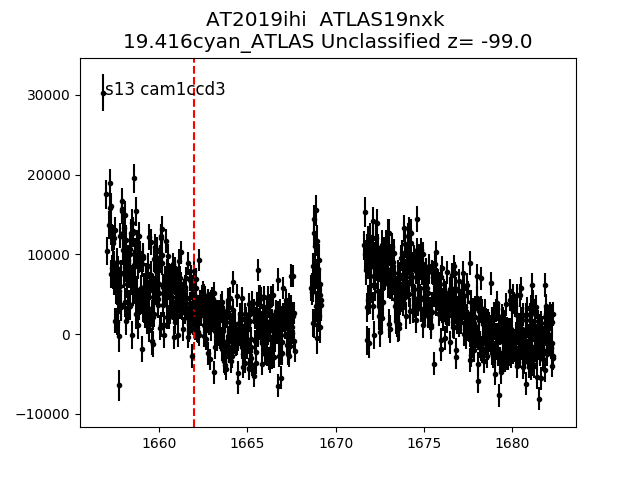 AT2019ihi  ATLAS19nxk
19.416cyan_ATLAS Unclassified z= -99.0
s13 cam1ccd3
30000
20000
10000
0
−10000
1660 1665 1670 1675 1680